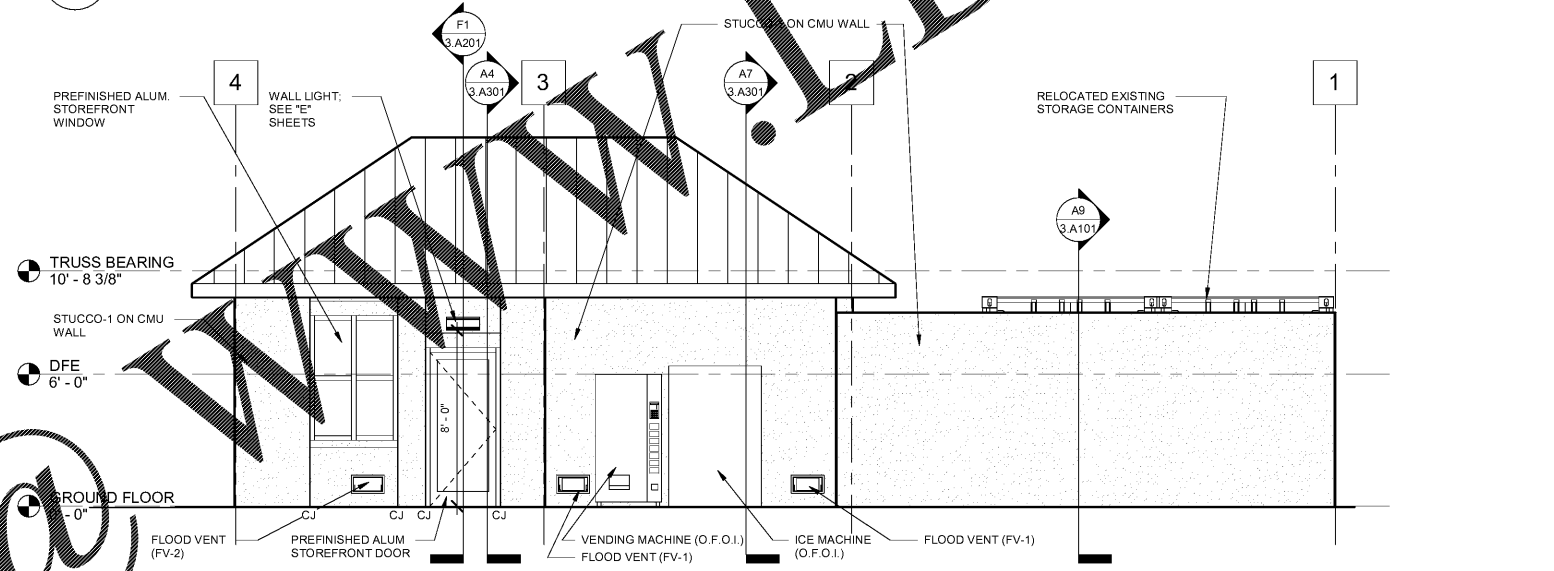 F1
3.A201
STUCCO-1 ON CMU WALL
4
A4
3.A301
3
A7
3.A301
2
1
PREFINISHED ALUM.
STOREFRONT
WINDOW
WALL LIGHT;
SEE "E"
SHEETS
RELOCATED EXISTING
STORAGE CONTAINERS
A9
3.A101
TRUSS BEARING
10' - 8 3/8"
STUCCO-1 ON CMU
WALL
DFE
6' - 0"
8' - 0"
GROUND FLOOR
- 0"
CJ
CJ
CJ
CJ
FLOOD VENT
(FV-2)
PREFINISHED ALUM
STOREFRONT DOOR
VENDING MACHINE (O.F.O.I.)
FLOOD VENT (FV-1)
ICE MACHINE
(O.F.O.I.)
FLOOD VENT (FV-1)
@ WWW.LE